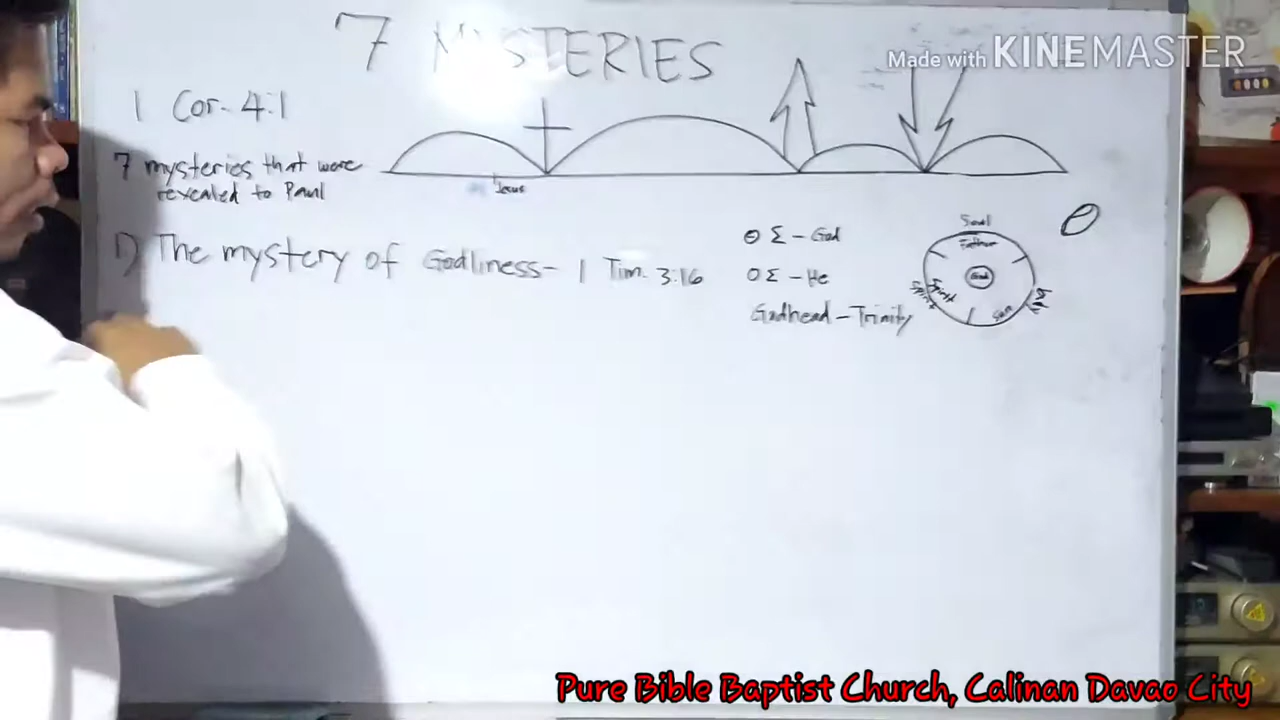 7 MYSTERIES
Made with KINEMASTER
1 Cor. 4:1
7 mysteries that were
revealed to Paul
Jesus
1) The mystery of Godliness - 1 Tim. 3:16
Θ Σ - God
O Σ - He
Godhead - Trinity
Soul
Father
God
Spirit
Son
Θ
Pure Bible Baptist Church, Calinan Davao City